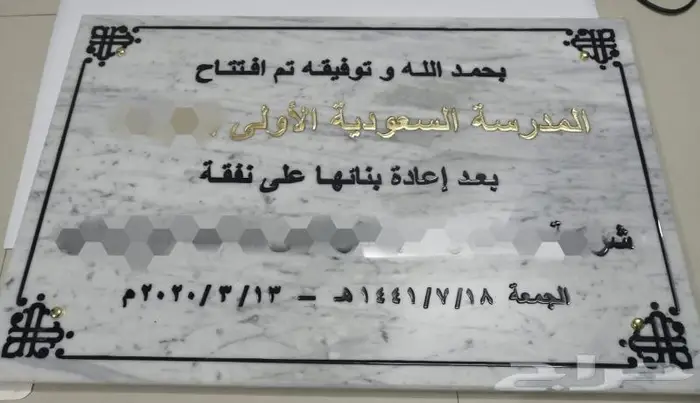 بحمد الله و توفيقه تم افتتاح
المدرسة السعودية الأولى .
بعد إعادة بنائها على نفقة
الجمعة ١٤٤١/٧/١٨هـ – ٢٠٢٠/٣/١٣م
حراج